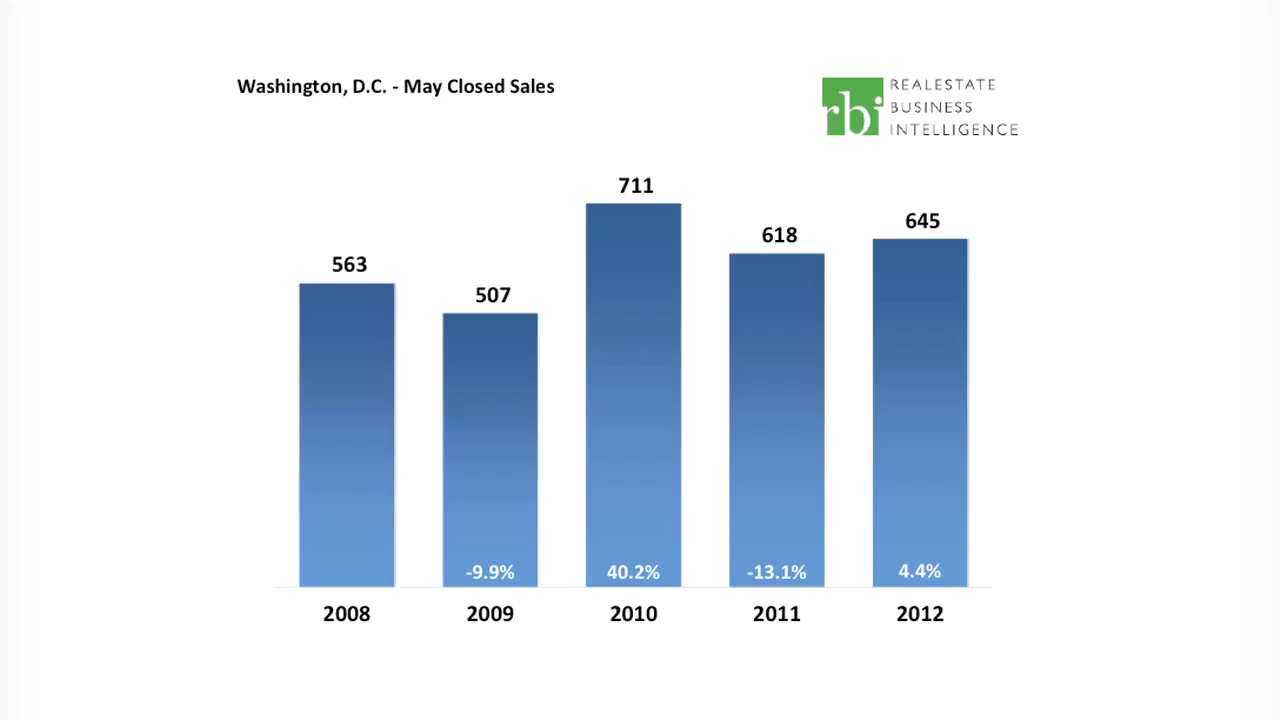 Washington, D.C. - May Closed Sales
rbi
REALESTATE
BUSINESS
INTELLIGENCE
711
645
618
563
507
-9.9%
40.2%
-13.1%
4.4%
2008
2009
2010
2011
2012